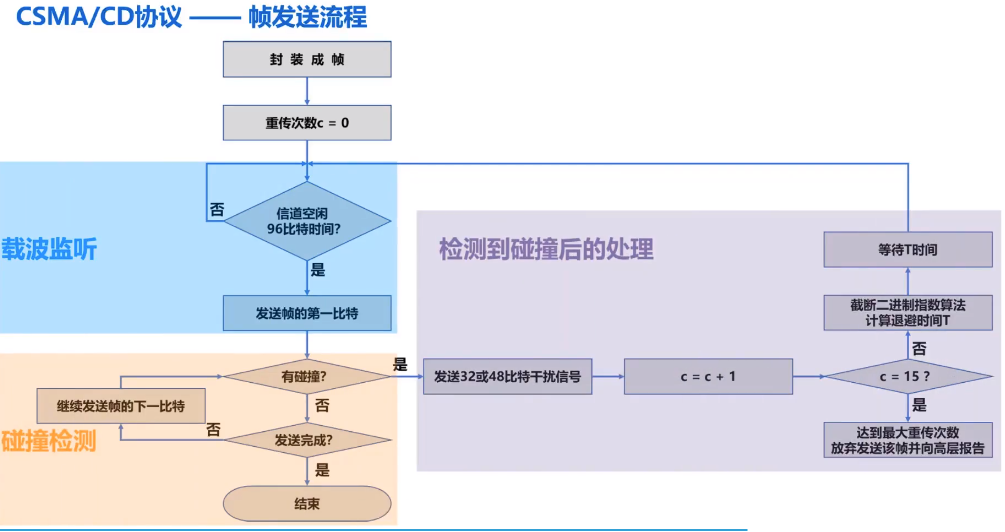 CSMA/CD协议 —— 帧发送流程
封 装 成 帧
重传次数c = 0
否
信道空闲
96比特时间?
载波监听
是
发送帧的第一比特
检测到碰撞后的处理
等待T时间
截断二进制指数算法
计算退避时间T
否
有碰撞?
是
发送32或48比特干扰信号
c = c + 1
c = 15 ?
继续发送帧的下一比特
否
是
碰撞检测
否
发送完成?
达到最大重传次数
放弃发送该帧并向高层报告
是
结束